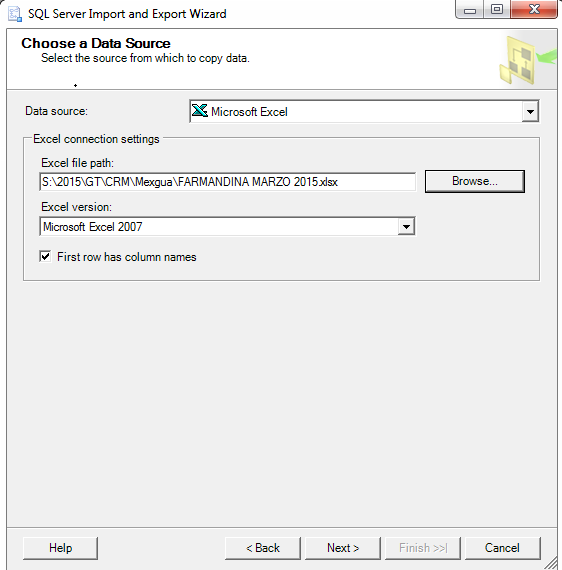 SQL Server Import and Export Wizard
Choose a Data Source
Select the source from which to copy data.
Data source:
Microsoft Excel
Excel connection settings
Excel file path:
S:\2015\GT\CRM\Mexgua\FARMANDINA MARZO 2015.xlsx
Browse...
Excel version:
Microsoft Excel 2007
First row has column names
Help
< Back
Next >
Finish >>|
Cancel